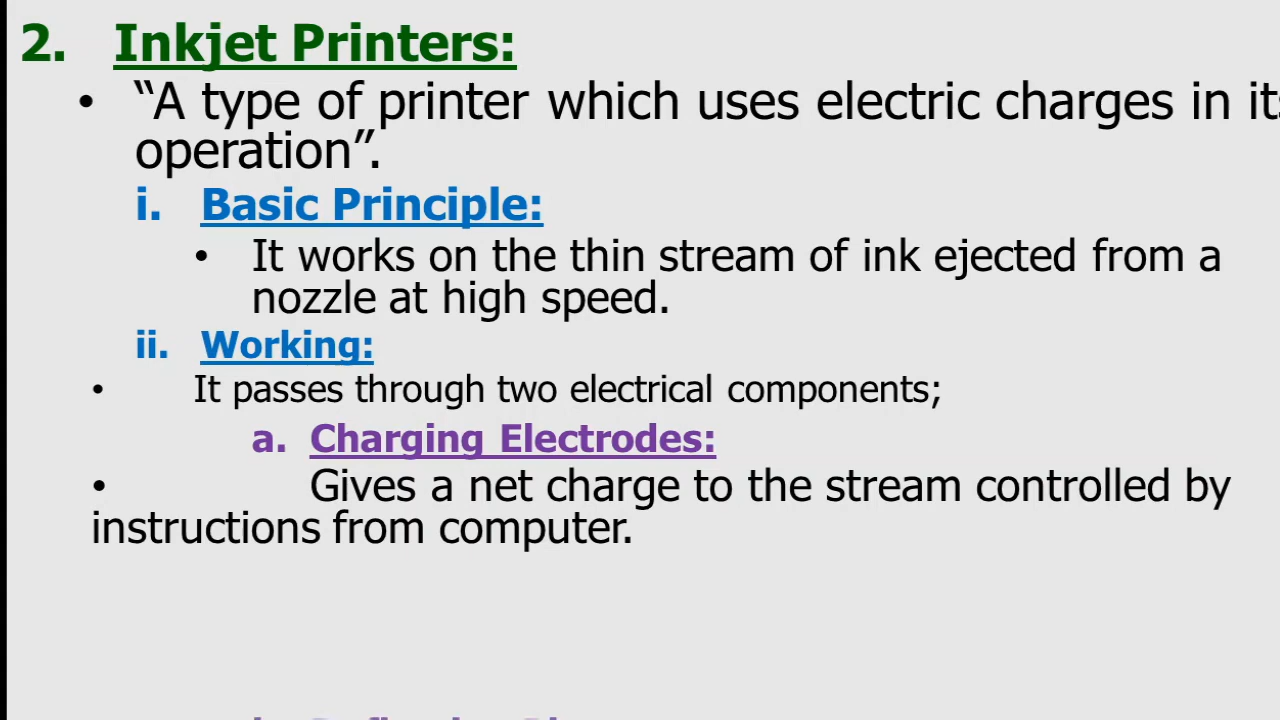 2. Inkjet Printers:
• “A type of printer which uses electric charges in its
operation”.
i. Basic Principle:
• It works on the thin stream of ink ejected from a
nozzle at high speed.
ii. Working:
• It passes through two electrical components;
a. Charging Electrodes:
• Gives a net charge to the stream controlled by
instructions from computer.